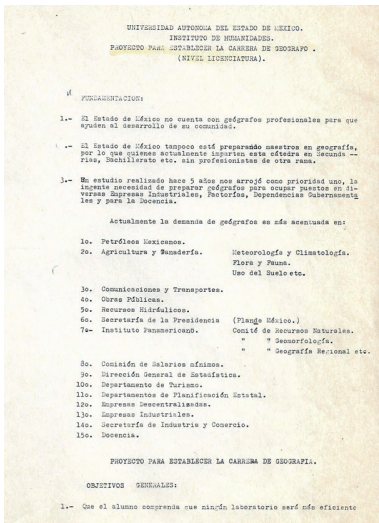 UNIVERSIDAD AUTONOMA DEL ESTADO DE MEXICO.
INSTITUTO DE HUMANIDADES.
PROYECTO PARA ESTABLECER LA CARRERA DE GEOGRAFO .
(NIVEL LICENCIATURA).
FUNDAMENTACION:
1.- El Estado de México no cuenta con geógrafos profesionales para que
ayuden al desarrollo de su comunidad.
.- El Estado de México tampoco está preparando maestros en geografía,
por lo que quienes actualmente imparten esta cátedra en Secunda --
rias, Bachillerato etc. sin profesionistas de otra rama.
3.- Un estudio realizado hace 5 años nos arrojó como prioridad uno, la
ingente necesidad de preparar geógrafos para ocupar puestos en di-
versas Empresas Industriales, Factorías, Dependencias Gubernamenta
les y para la Docencia.
Actualmente la demanda de geógrafos es más acentuada en:
1o. Petróleos Mexicanos.
2o. Agricultura y Ganadería. Meteorología y Climatología.
Flora y Fauna.
Uso del Suelo etc.
3o. Comunicaciones y Transportes.
4o. Obras Públicas.
5o. Recursos Hidráulicos.
6o. Secretaría de la Presidencia (Plande México.)
7o- Instituto Panamericano. Comité de Recursos Naturales.
" " Geomorfología.
" " Geografía Regional etc.
8o. Comisión de Salarios mínimos.
9o. Dirección General de Estadística.
10o. Departamento de Turismo.
11o. Departamentos de Planificación Estatal.
12o. Empresas Descentralizadas.
13o. Empresas Industriales.
14o. Secretaría de Industria y Comercio.
15o. Docencia.
PROYECTO PARA ESTABLECER LA CARRERA DE GEOGRAFIA.
OBJETIVOS GENERALES:
1.- Que el alumno comprenda que ningún laboratorio será más eficiente